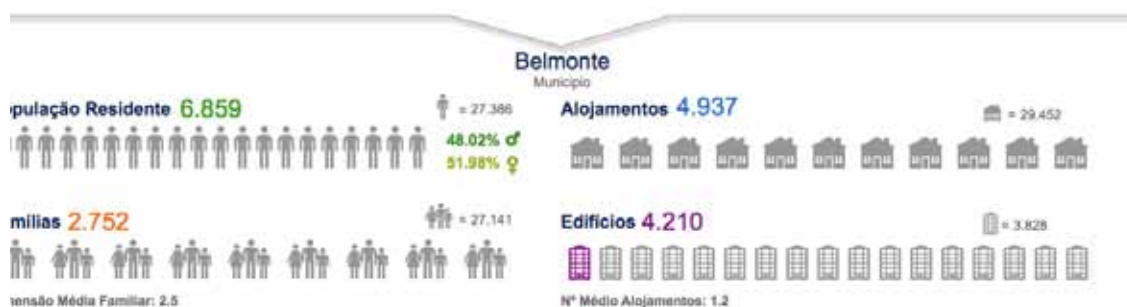 Belmonte
Município
opulação Residente 6.859
= 27.386
48.02% ♂
51.98% ♀
Alojamentos 4.937
= 29.452
mílias 2.752
= 27.141
ensão Média Familiar: 2.5
Edifícios 4.210
= 3.828
Nº Médio Alojamentos: 1.2